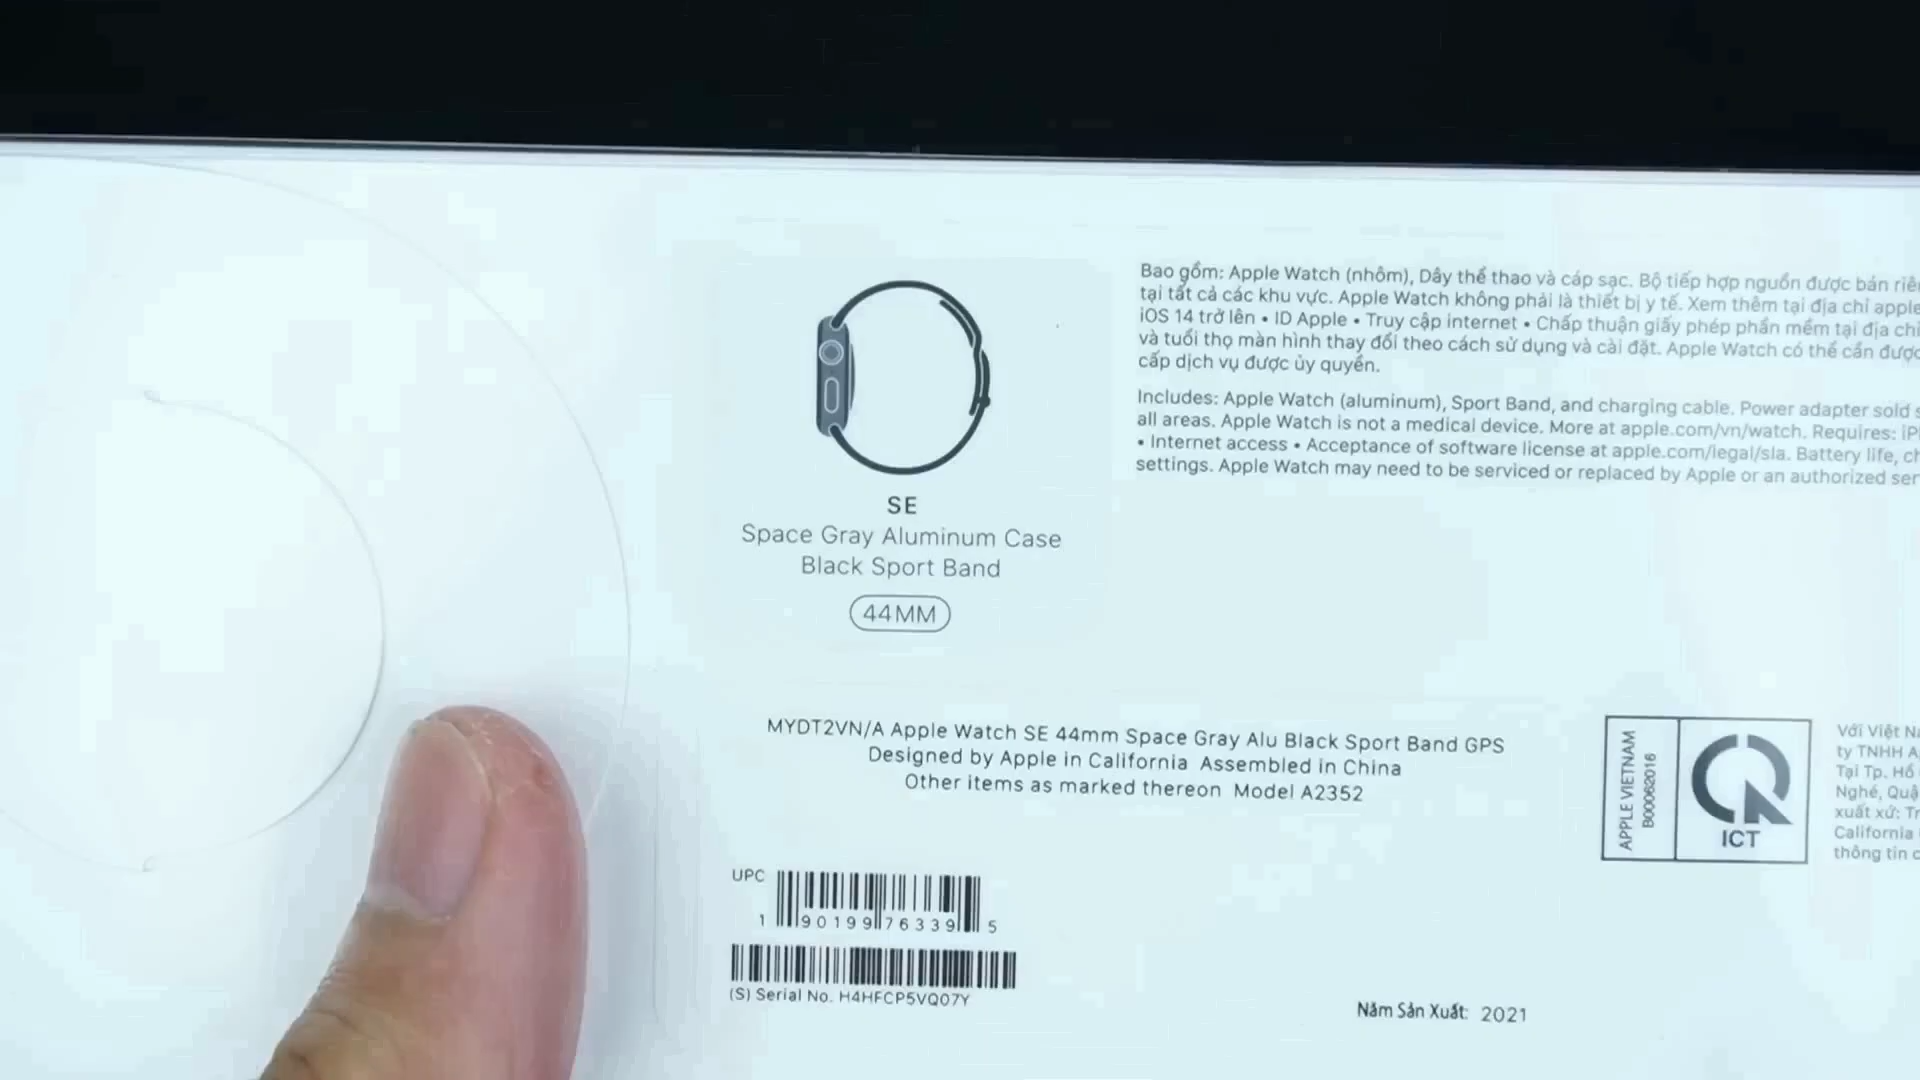 Bao gồm: Apple Watch (nhôm), Dây thể thao và cáp sạc. Bộ tiếp hợp nguồn được bán
tại tất cả các khu vực. Apple Watch không phải là thiết bị y tế. Xem thêm tại địa chỉ apple
iOS 14 trở lên • ID Apple • Truy cập internet • Chấp thuận giấy phép phần mềm tại địa chỉ
và tuổi thọ màn hình thay đổi theo cách sử dụng và cài đặt. Apple Watch có thể cần được
cấp dịch vụ được ủy quyền.
Includes: Apple Watch (aluminum), Sport Band, and charging cable. Power adapter sold
all areas. Apple Watch is not a medical device. More at apple.com/vn/watch. Requires:
• Internet access • Acceptance of software license at apple.com/legal/sla. Battery life,
settings. Apple Watch may need to be serviced or replaced by Apple or an authorized
SE
Space Gray Aluminum Case
Black Sport Band
44MM
MYDT2VN/A Apple Watch SE 44mm Space Gray Alu Black Sport Band GPS
Designed by Apple in California Assembled in China
Other items as marked thereon Model A2352
APPLE VIETNAM
B00062016
ICT
Với Việt
ty TNHH
Tại Tp. Hồ
Nghé,
xuất xứ:
California
thông tin
UPC
1 90199 76339 5
(S) Serial No. H4HFCP5VQ07Y
Năm Sản Xuất: 2021